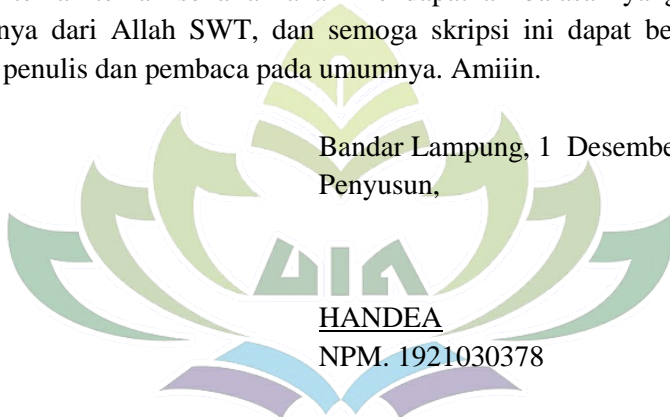 nya dari Allah SWT, dan semoga skripsi ini dapat be
penulis dan pembaca pada umumnya. Amiiin.
Bandar Lampung, 1 Desembe
Penyusun,
UIN
HANDEA
NPM. 1921030378